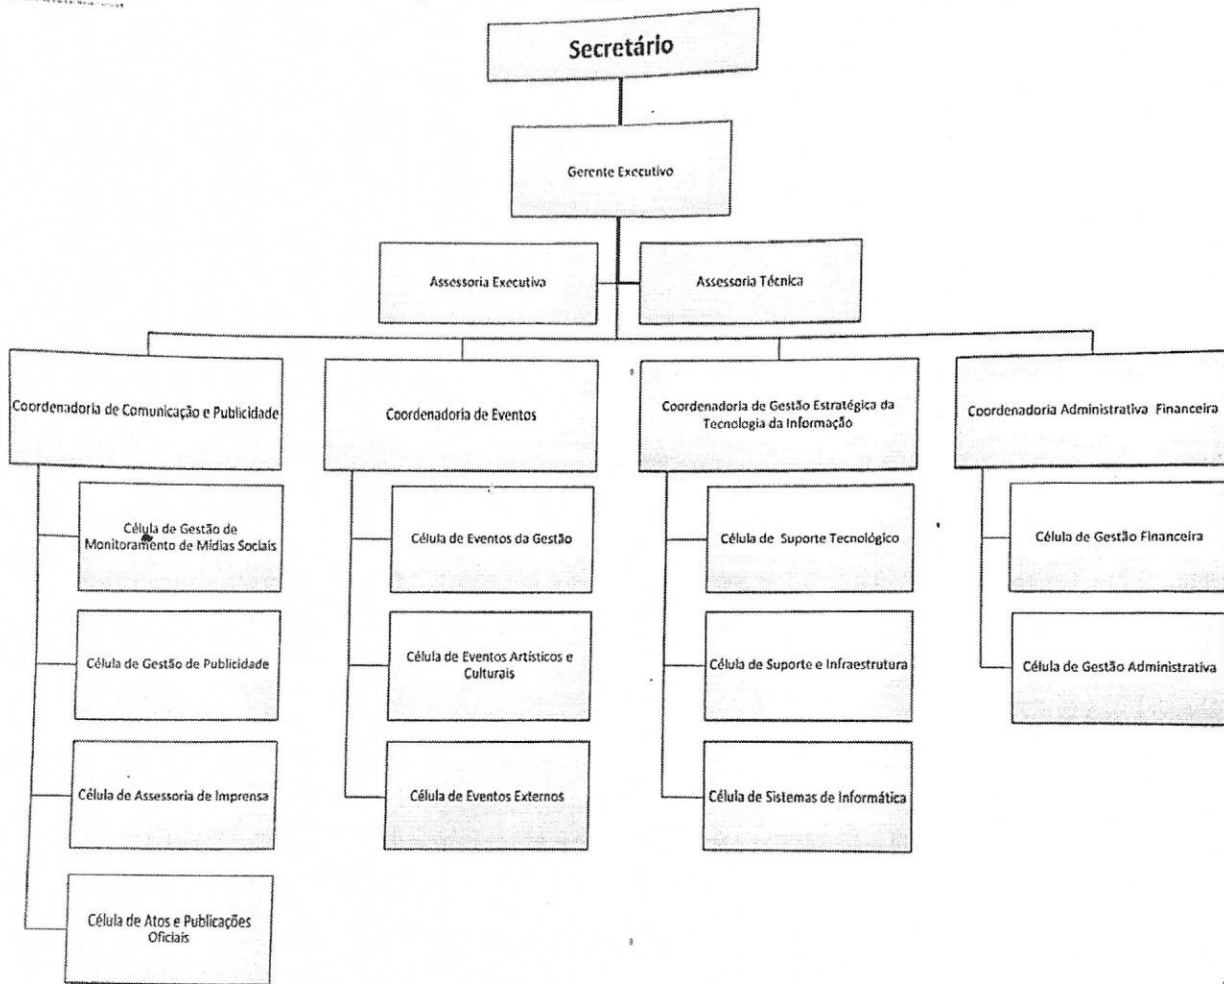 Secretário
Gerente Executivo
Assessoria Executiva
Assessoria Técnica
Coordenadoria de Comunicação e Publicidade
Coordenadoria de Eventos
Coordenadoria de Gestão Estratégica da
Tecnologia da Informação
Coordenadoria Administrativa Financeira
Célula de Gestão de
Monitoramento de Mídias Sociais
Célula de Eventos da Gestão
Célula de Suporte Tecnológico
Célula de Gestão Financeira
Célula de Gestão de Publicidade
Célula de Eventos Artísticos e
Culturais
Célula de Suporte e Infraestrutura
Célula de Gestão Administrativa
Célula de Assessoria de Imprensa
Célula de Eventos Externos
Célula de Sistemas de Informática
Célula de Atos e Publicações
Oficiais